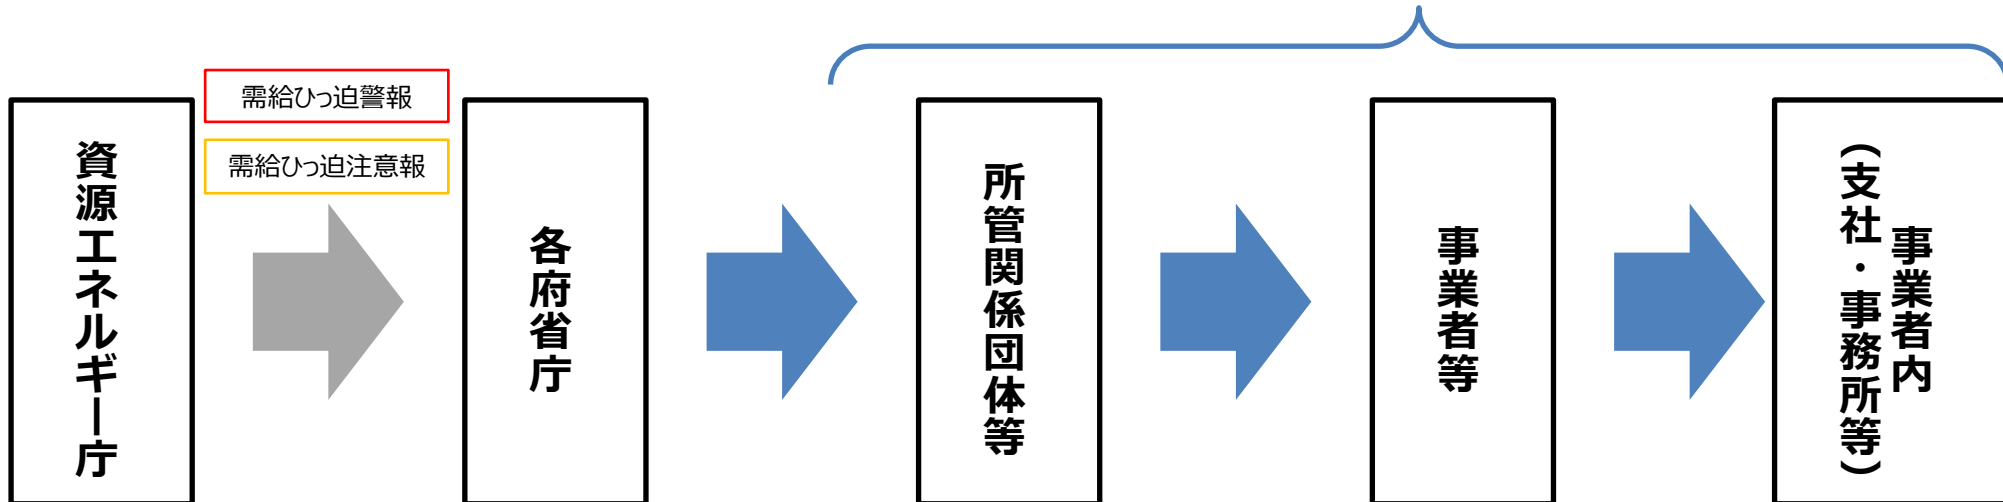 資源エネルギー庁
需給ひっ迫警報
需給ひっ迫注意報
各府省庁
所管関係団体等
事業者等
事業者内
（支社・事務所等）